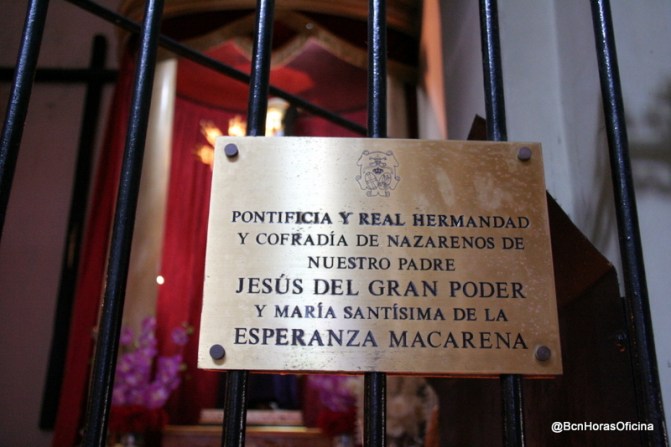 PONTIFICIA Y REAL HERMANDAD
Y COFRADÍA DE NAZARENOS DE
NUESTRO PADRE
JESÚS DEL GRAN PODER
Y MARÍA SANTÍSIMA DE LA
ESPERANZA MACARENA
@BcnHorasOficina